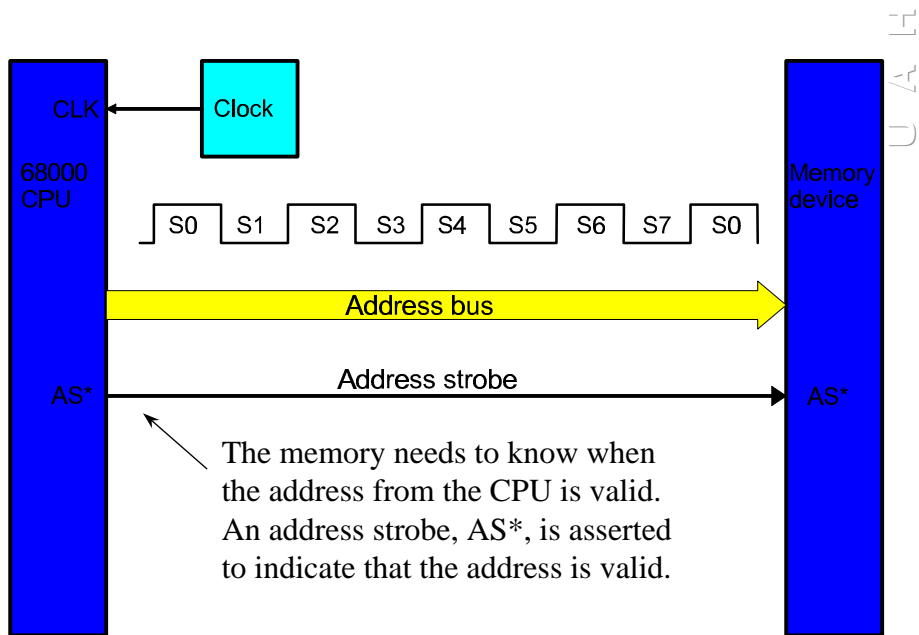 U A H
CLK
Clock
68000
CPU
Memory
device
S0 S1 S2 S3 S4 S5 S6 S7 S0
Address bus
Address strobe
AS*
AS*
The memory needs to know when
the address from the CPU is valid.
An address strobe, AS*, is asserted
to indicate that the address is valid.